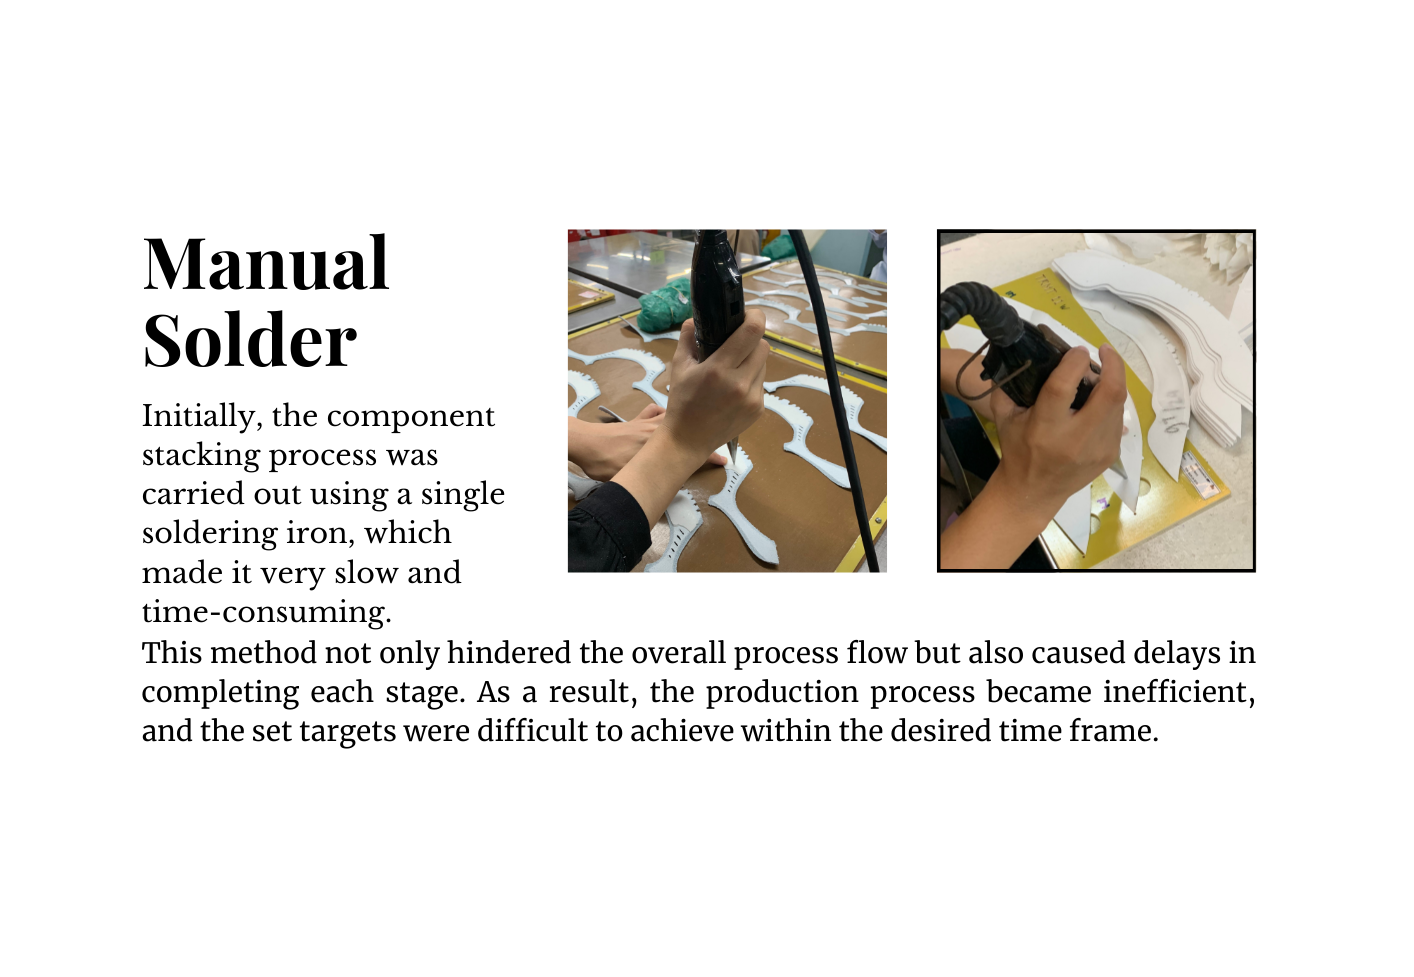 Manual
Solder
Initially, the component
stacking process was
carried out using a single
soldering iron, which
made it very slow and
time-consuming.
This method not only hindered the overall process flow but also caused delays in
completing each stage. As a result, the production process became inefficient,
and the set targets were difficult to achieve within the desired time frame.